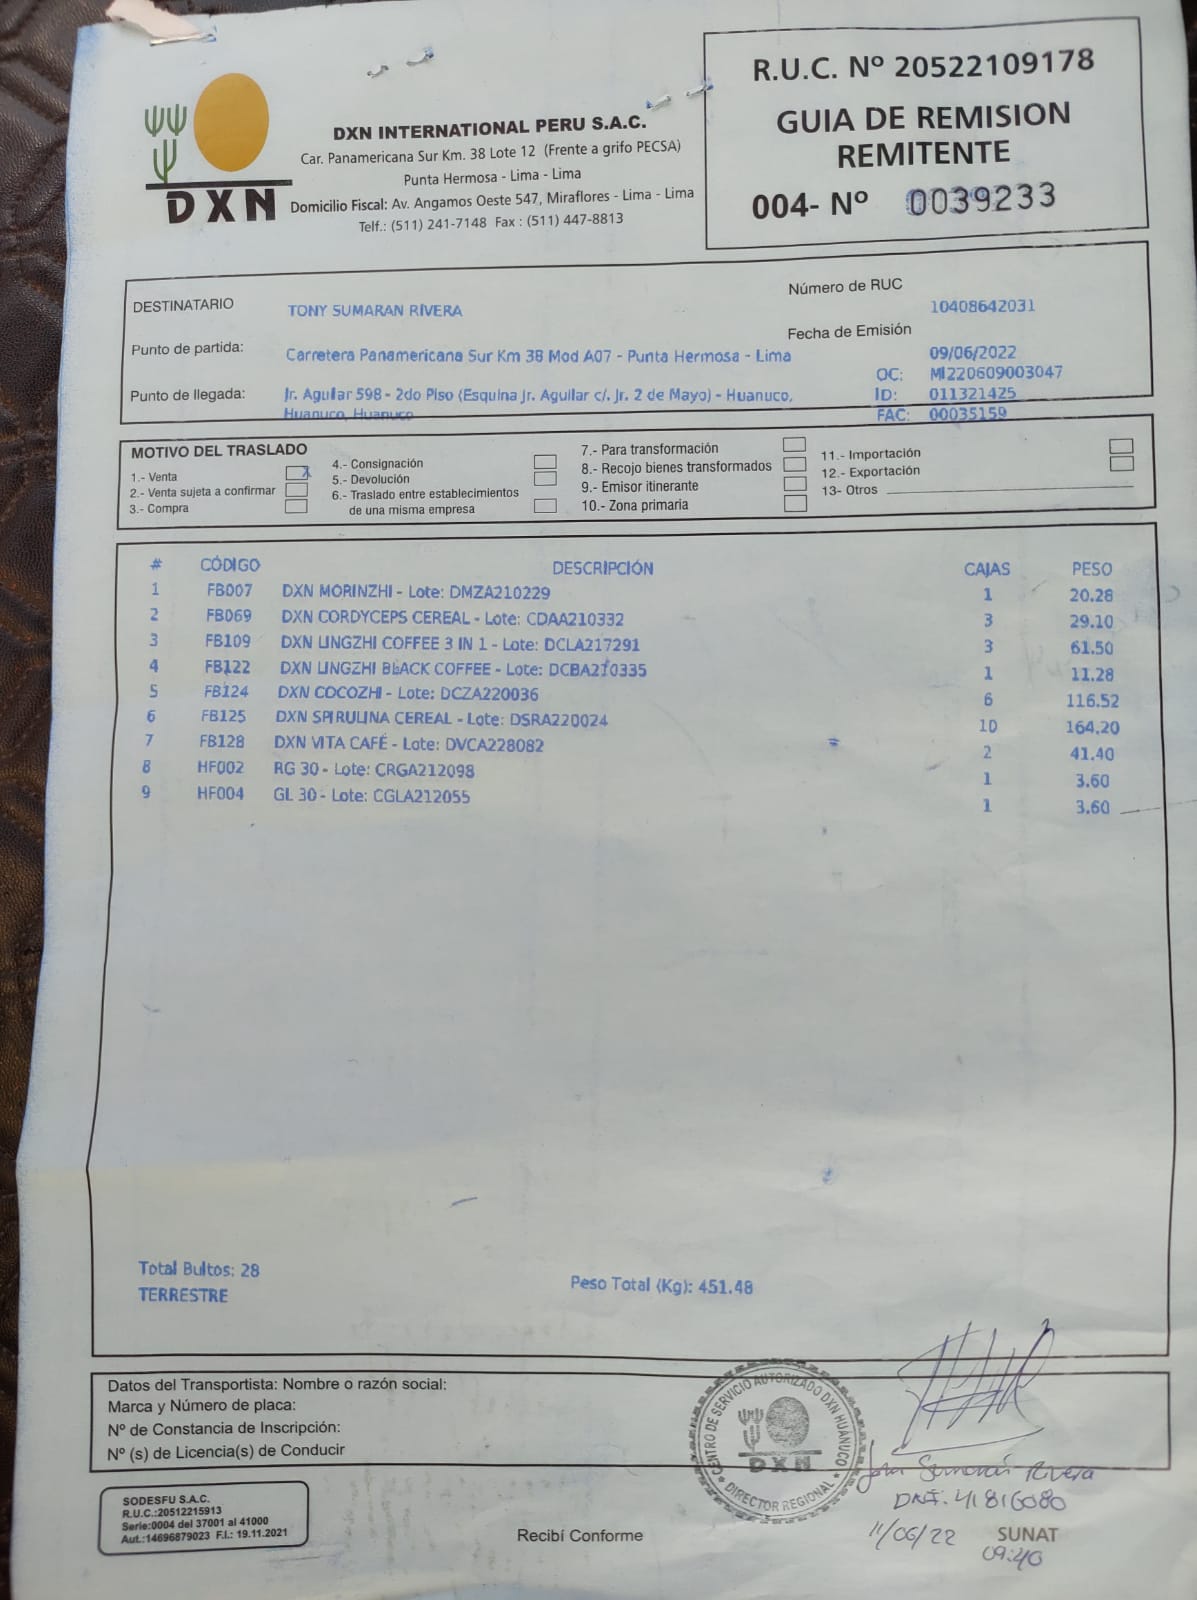 DXN
DXN INTERNATIONAL PERU S.A.C.
Car. Panamericana Sur Km. 38 Lote 12 (Frente a grifo PECSA)
Punta Hermosa - Lima - Lima
Domicilio Fiscal: Av. Angamos Oeste 547, Miraflores - Lima - Lima
Telf.: (511) 241-7148 Fax : (511) 447-8813
R.U.C. Nº 20522109178
GUIA DE REMISION
REMITENTE
004- Nº 0039233
DESTINATARIO TONY SUMARAN RIVERA
Número de RUC 10408642031
Punto de partida: Carretera Panamericana Sur Km 38 Mod A07 - Punta Hermosa - Lima
Fecha de Emisión 09/06/2022
Punto de llegada: Jr. Aguilar 598 - 2do Piso (Esquina Jr. Aguilar c/. Jr. 2 de Mayo) - Huanuco,
Huanuco, Huanuco
OC: MI220609003047
ID: 011321425
FAC: 00035159
MOTIVO DEL TRASLADO
1.- Venta X
2.- Venta sujeta a confirmar
3.- Compra
4.- Consignación
5.- Devolución
6.- Traslado entre establecimientos
de una misma empresa
7.- Para transformación
8.- Recojo bienes transformados
9.- Emisor itinerante
10.- Zona primaria
11.- Importación
12.- Exportación
13- Otros
# CÓDIGO DESCRIPCIÓN CAJAS PESO
1 FB007 DXN MORINZHI - Lote: DMZA210229 1 20.28
2 FB069 DXN CORDYCEPS CEREAL - Lote: CDAA210332 3 29.10
3 FB109 DXN LINGZHI COFFEE 3 IN 1 - Lote: DCLA217291 3 61.50
4 FB122 DXN LINGZHI BLACK COFFEE - Lote: DCBA210335 1 11.28
5 FB124 DXN COCOZHI - Lote: DCZA220036 6 116.52
6 FB125 DXN SPIRULINA CEREAL - Lote: DSRA220024 10 164.20
7 FB128 DXN VITA CAFÉ - Lote: DVCA228082 2 41.40
8 HF002 RG 30 - Lote: CRGA212098 1 3.60
9 HF004 GL 30 - Lote: CGLA212055 1 3.60
Total Bultos: 28
Peso Total (Kg): 451.48
TERRESTRE
Datos del Transportista: Nombre o razón social:
Marca y Número de placa:
Nº de Constancia de Inscripción:
Nº (s) de Licencia(s) de Conducir
CENTRO DE SERVICIO AUTORIZADO DXN HUÁNUCO
DXN
DIRECTOR REGIONAL
Sumarán Rivera
DNI: 41816080
11/06/22
09:40
SODESFU S.A.C.
R.U.C.:20512215913
Serie:0004 del 37001 al 41000
Aut.:14696879023 F.I.: 19.11.2021
Recibí Conforme
SUNAT